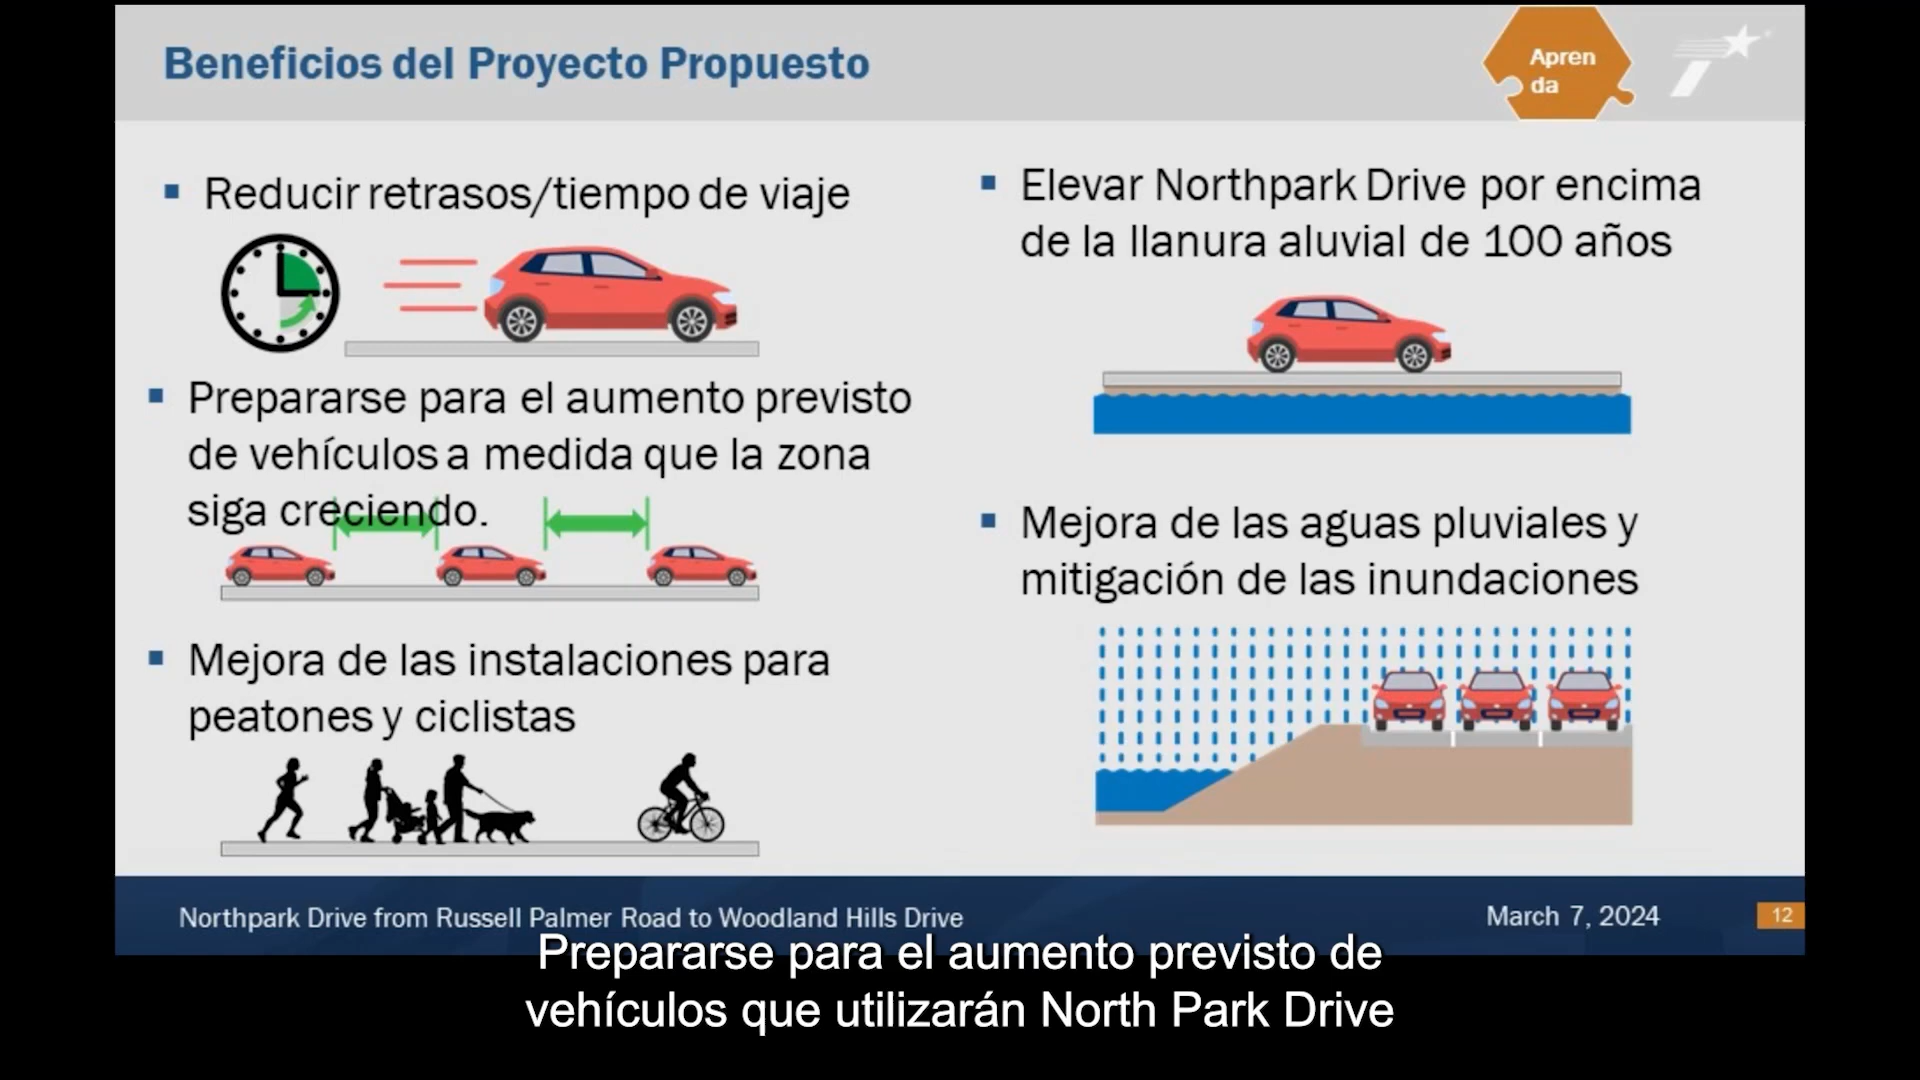 Beneficios del Proyecto Propuesto
Apren
da
Reducir retrasos/tiempo de viaje
Prepararse para el aumento previsto
de vehículos a medida que la zona
siga creciendo.
Mejora de las instalaciones para
peatones y ciclistas
Elevar Northpark Drive por encima
de la llanura aluvial de 100 años
Mejora de las aguas pluviales y
mitigación de las inundaciones
Northpark Drive from Russell Palmer Road to Woodland Hills Drive
March 7, 2024
12
Prepararse para el aumento previsto de
vehículos que utilizarán North Park Drive